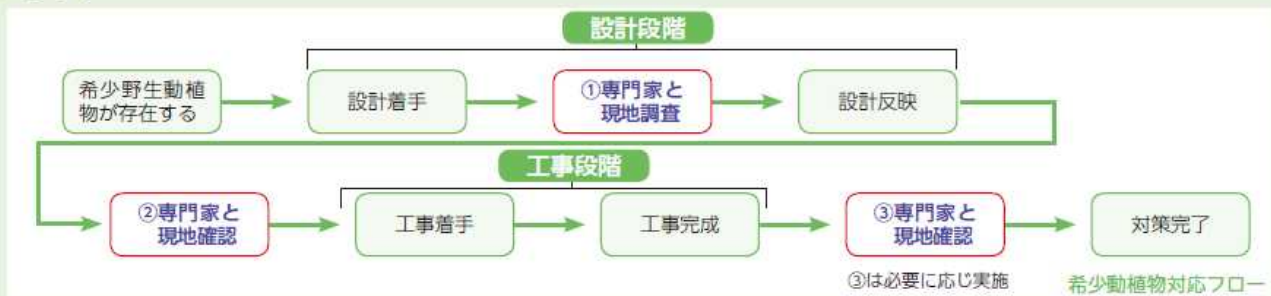 設計段階
希少野生動植
物が存在する
設計着手
①専門家と
現地調査
設計反映
工事段階
②専門家と
現地確認
工事着手
工事完成
③専門家と
現地確認
対策完了
③は必要に応じ実施
希少動植物対応フロー